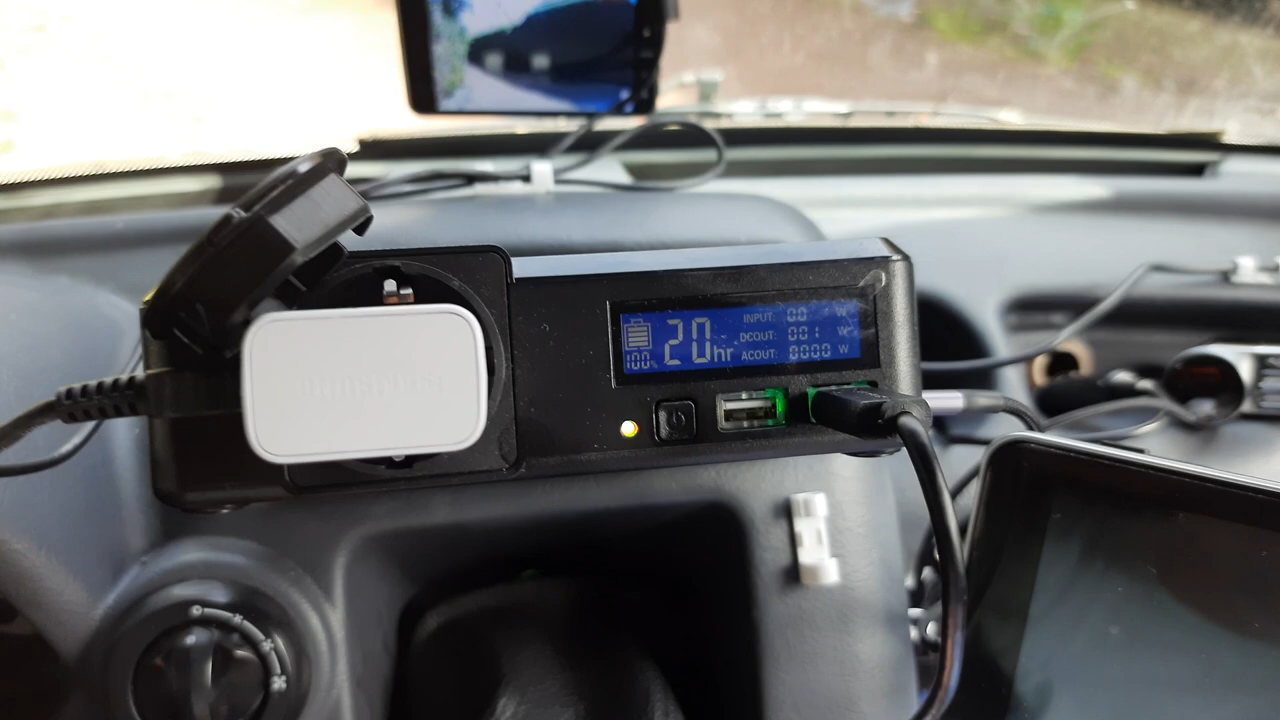 20hr
100%
INPUT: 00 W
DCOUT: 001 W
ACOUT: 0000 W